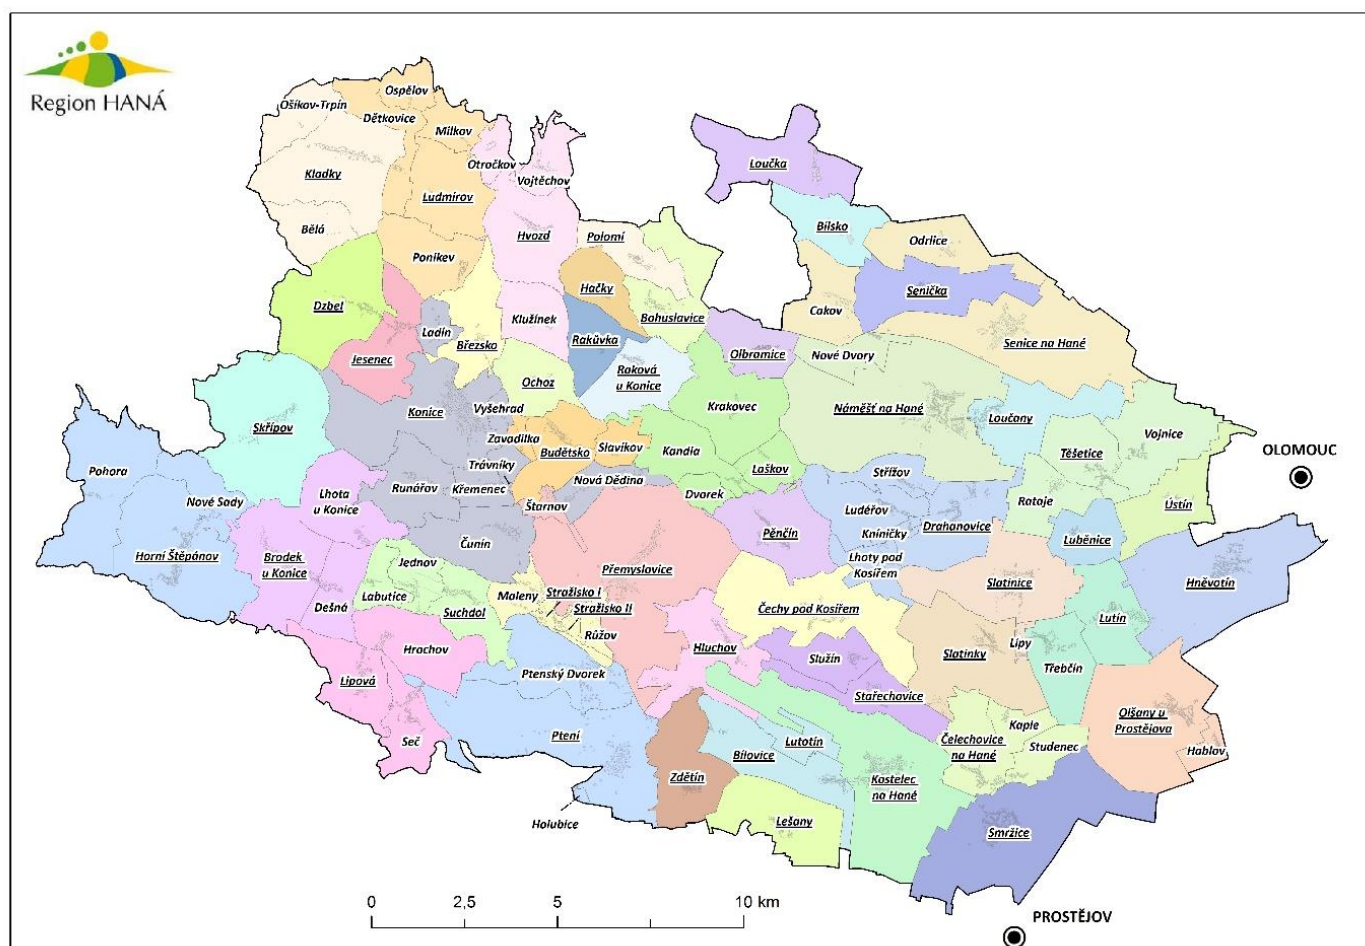 Region HANÁ
Ospělov
Ošíkov-Trpín
Dětkovice
Milkov
Otročkov
Vojtěchov
Kladky
Ludmírov
Bělá
Hvozd
Polomí
Ponikev
Loučka
Bílsko
Odrlice
Hačky
Senička
Dzbel
Cakov
Klužínek
Bohuslavice
Ladín
Rakůvka
Březsko
Senice na Hané
Jesenec
Olbramice
Nové Dvory
Raková
u Konice
Ochoz
Konice
Vyšehrad
Krakovec
Náměšť na Hané
Loučany
Skřípov
Zavadilka
Budětsko
Slavíkov
Kandia
Vojnice
Těšetice
OLOMOUC
Pohora
Trávníky
Laškov
Střížov
Nová Dědina
Runářov
Křemenec
Dvorek
Lhota
u Konice
Nové Sady
Štarnov
Ludéřov
Rataje
Ústín
Drahanovice
Kníničky
Pěnčín
Luběnice
Čunín
Horní Štěpánov
Brodek
u Konice
Lhoty pod
Kosířem
Jednov
Přemyslovice
Slatinice
Hněvotín
Labutice
Maleny
Stražisko I
Stražisko II
Dešná
Suchdol
Čechy pod Kosířem
Lutín
Růžov
Hrochov
Hluchov
Služín
Slatinky
Lípy
Třebčín
Lipová
Ptenský Dvorek
Stařechovice
Olšany u
Prostějova
Kaple
Seč
Ptení
Lutotín
Čelechovice
na Hané
Studenec
Hablov
Bílovice
Zdětín
Kostelec
na Hané
Holubice
Lešany
Smržice
0
2,5
5
10 km
PROSTĚJOV